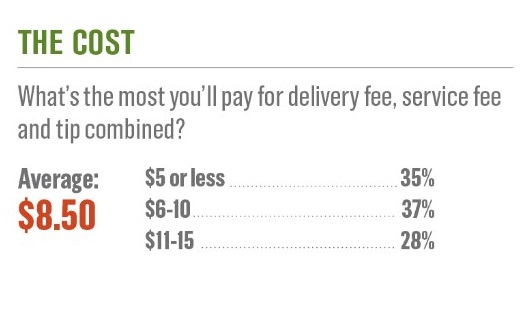 THE COST
What's the most you'll pay for delivery fee, service fee
and tip combined?
Average:
$8.50
$5 or less 35%
$6-10 37%
$11-15 28%